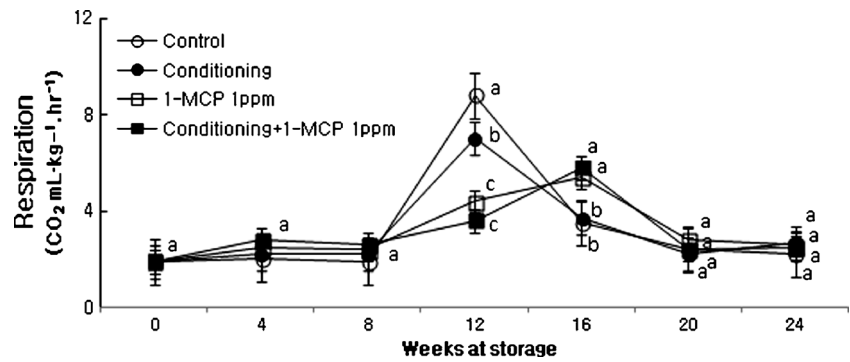 12
8
4
0
Respiration
(CO₂ mL·kg⁻¹.hr⁻¹)
Control
Conditioning
1-MCP 1ppm
Conditioning+1-MCP 1ppm
a
a
a
a
b
c
c
a
a
b
b
a
a
a
a
a
a
a
a
0 4 8 12 16 20 24
Weeks at storage